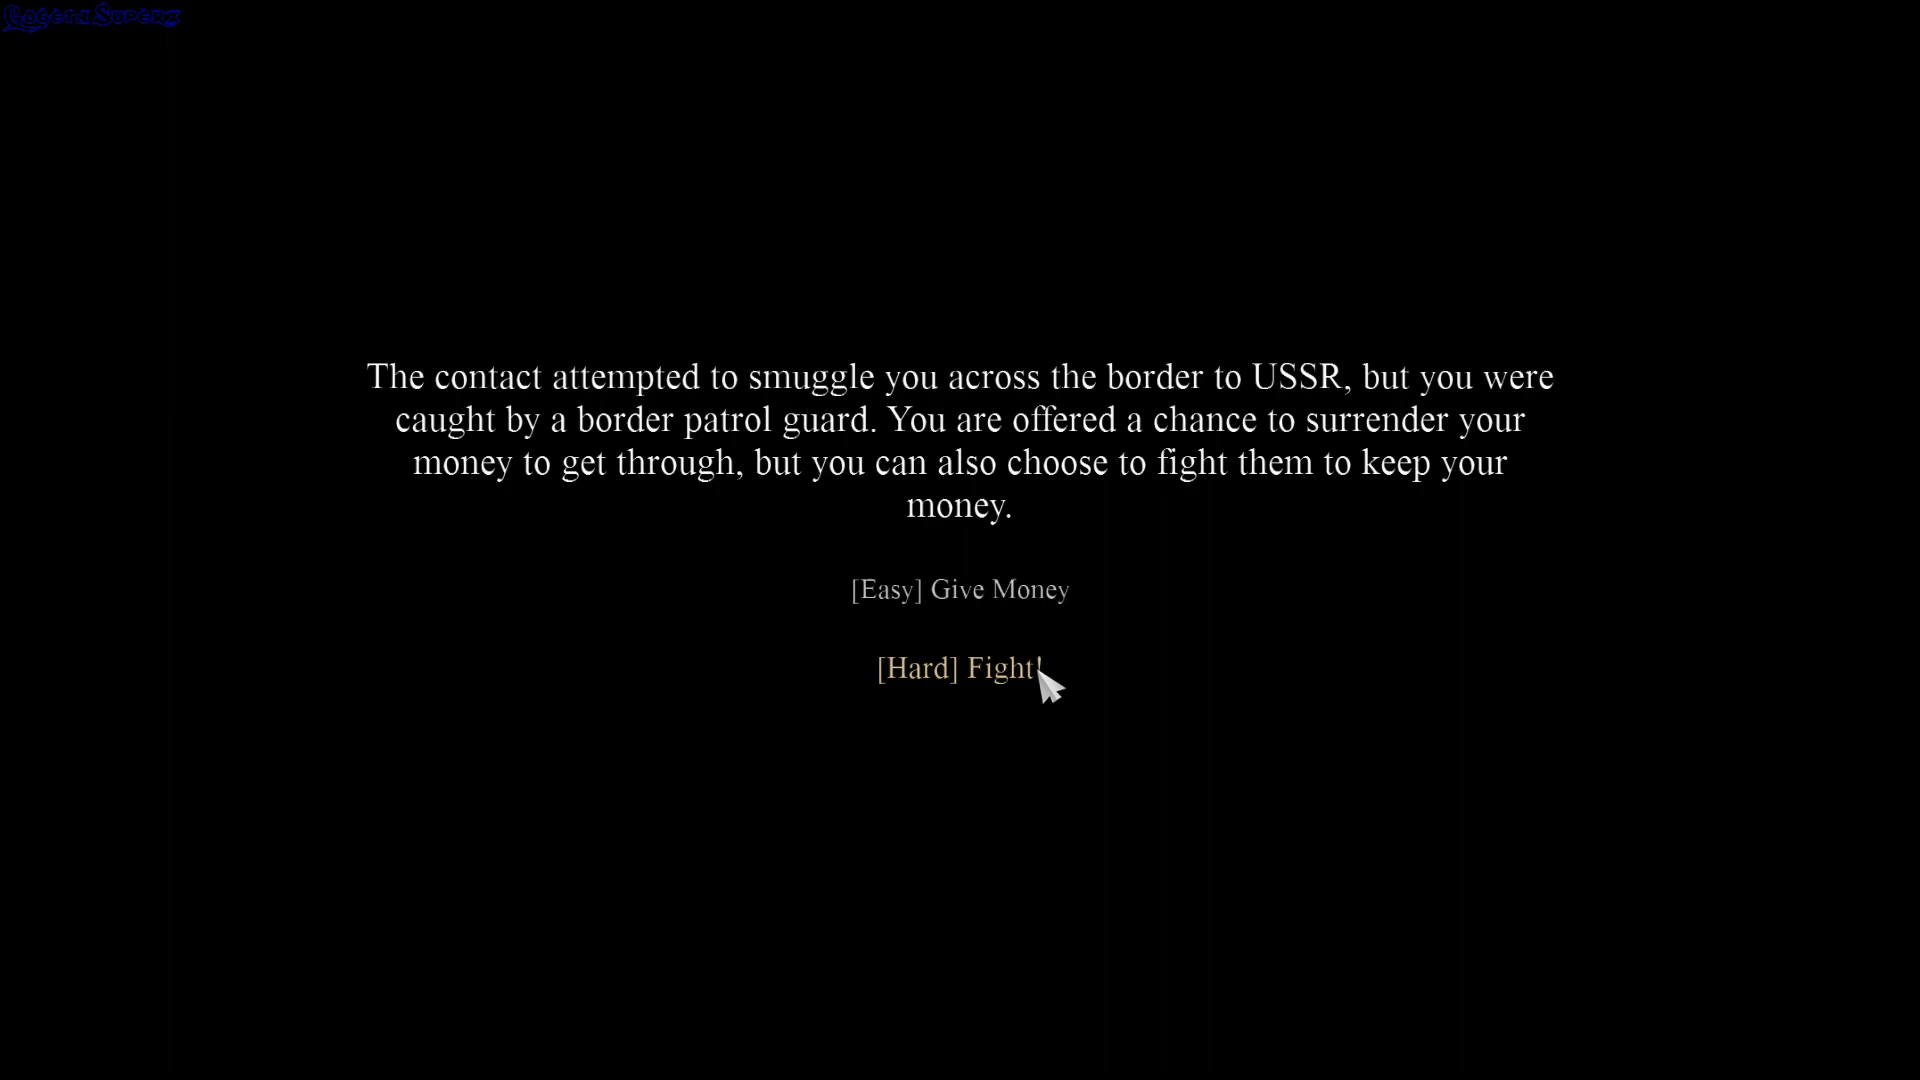 The contact attempted to smuggle you across the border to USSR, but you were
caught by a border patrol guard. You are offered a chance to surrender your
money to get through, but you can also choose to fight them to keep your
money.
[Easy] Give Money
[Hard] Fight!